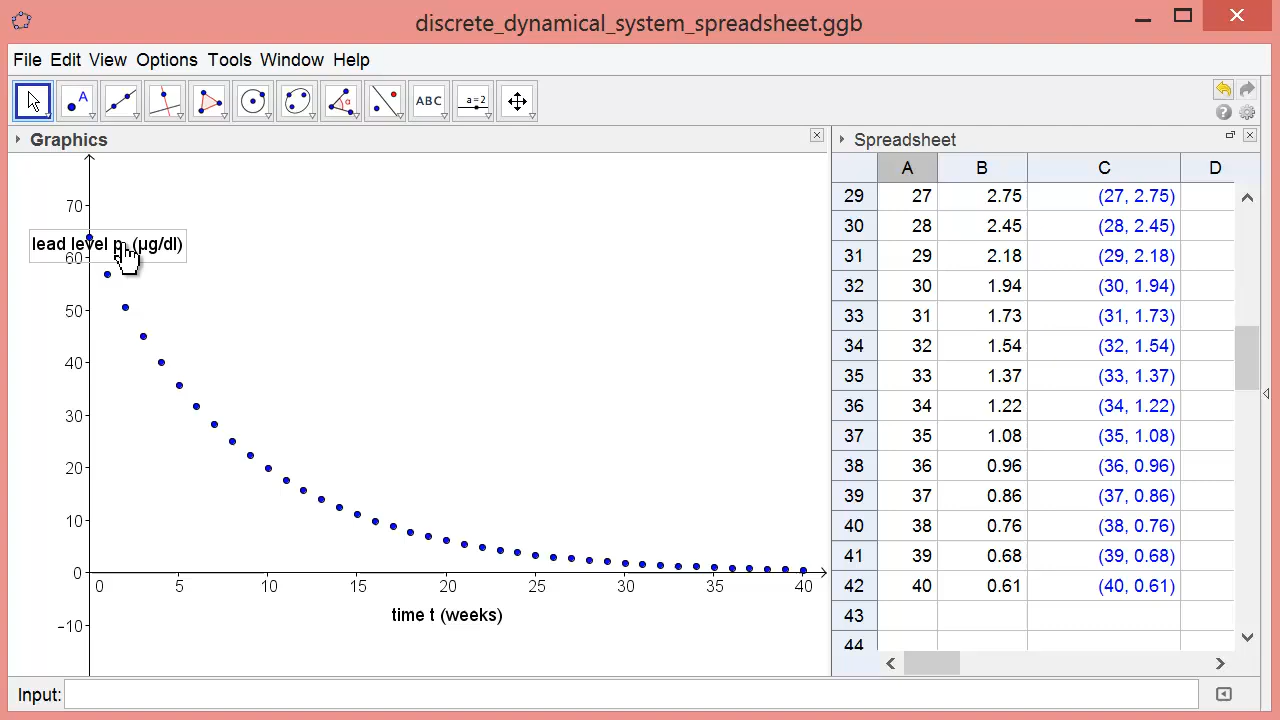 discrete_dynamical_system_spreadsheet.ggb
File Edit View Options Tools Window Help
A
α
ABC
a=2
Graphics
Spreadsheet
70
60
50
40
30
20
10
0
−10
lead level p (μg/dl)
0 5 10 15 20 25 30 35 40
time t (weeks)
A B C D
29 27 2.75 (27, 2.75)
30 28 2.45 (28, 2.45)
31 29 2.18 (29, 2.18)
32 30 1.94 (30, 1.94)
33 31 1.73 (31, 1.73)
34 32 1.54 (32, 1.54)
35 33 1.37 (33, 1.37)
36 34 1.22 (34, 1.22)
37 35 1.08 (35, 1.08)
38 36 0.96 (36, 0.96)
39 37 0.86 (37, 0.86)
40 38 0.76 (38, 0.76)
41 39 0.68 (39, 0.68)
42 40 0.61 (40, 0.61)
43
44
Input: